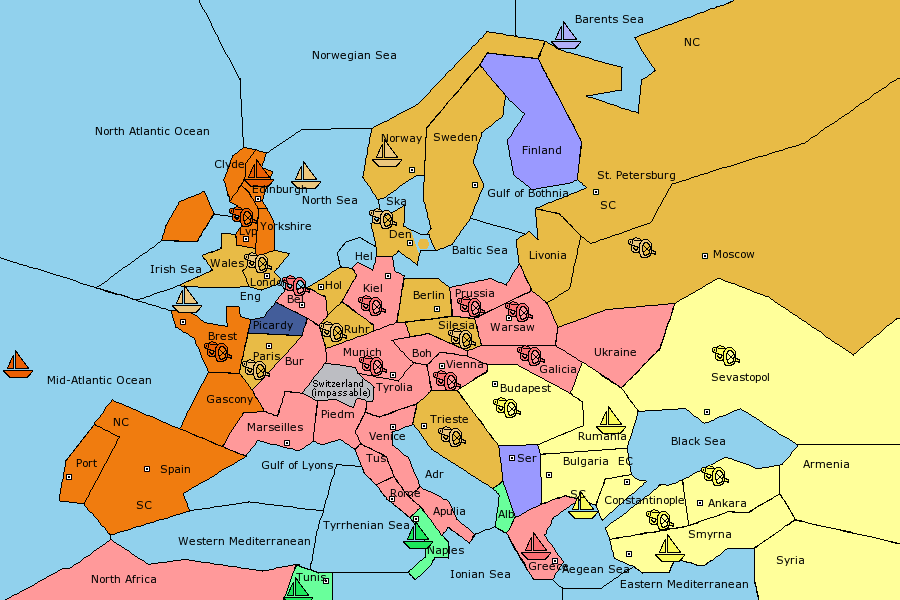 Barents Sea
NC
Norwegian Sea
North Atlantic Ocean
Norway
Sweden
Finland
Clyde
Edinburgh
St. Petersburg
SC
North Sea
Ska
Gulf of Bothnia
Lvp
Yorkshire
Den
Baltic Sea
Livonia
Moscow
Irish Sea
Wales
London
Hel
Eng
Bel
Hol
Kiel
Berlin
Prussia
Picardy
Ruhr
Silesia
Warsaw
Brest
Paris
Bur
Munich
Boh
Galicia
Ukraine
Vienna
Mid-Atlantic Ocean
Switzerland
(impassable)
Tyrolia
Budapest
Sevastopol
Gascony
Marseilles
Piedm
Venice
Trieste
Rumania
Black Sea
NC
Port
Spain
SC
Gulf of Lyons
Tus
Adr
Ser
Bulgaria
EC
SC
Armenia
Rome
Apulia
Alb
Constantinople
Ankara
Tyrrhenian Sea
Western Mediterranean
Naples
Smyrna
Greece
Aegean Sea
Syria
North Africa
Tunis
Ionian Sea
Eastern Mediterranean